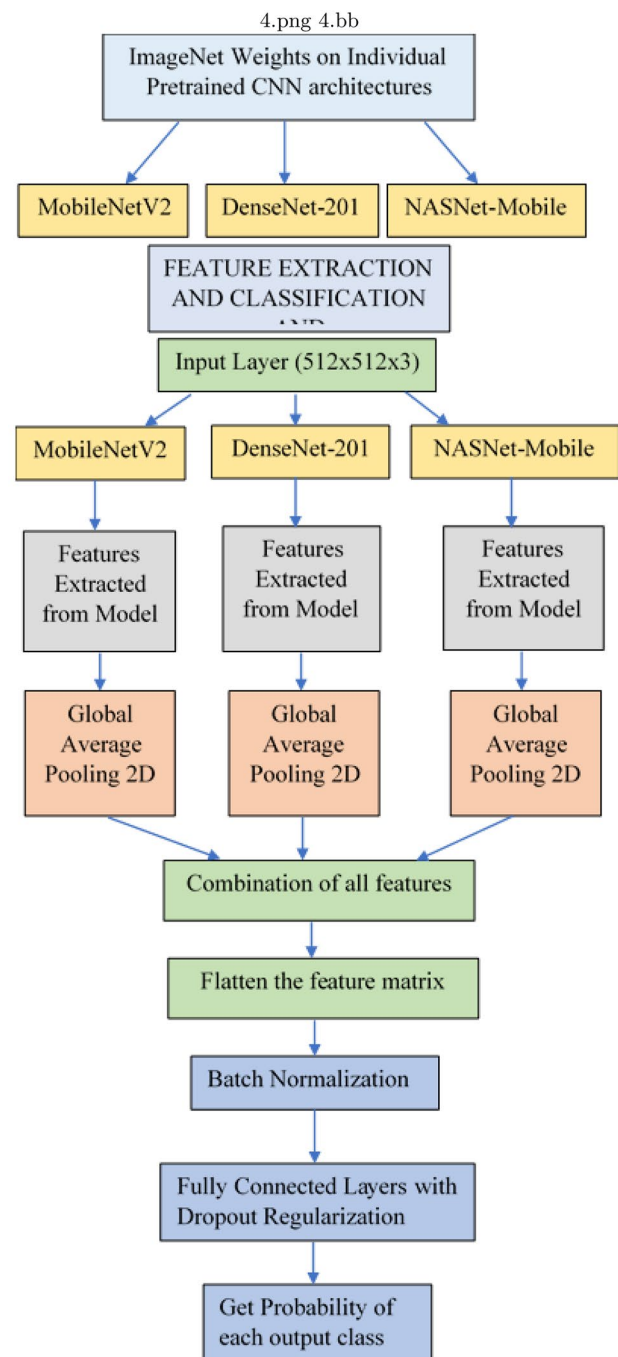 4.png 4.bb
ImageNet Weights on Individual
Pretrained CNN architectures
MobileNetV2
DenseNet-201
NASNet-Mobile
FEATURE EXTRACTION
AND CLASSIFICATION
AND
Input Layer (512x512x3)
MobileNetV2
DenseNet-201
NASNet-Mobile
Features
Extracted
from Model
Features
Extracted
from Model
Features
Extracted
from Model
Global
Average
Pooling 2D
Global
Average
Pooling 2D
Global
Average
Pooling 2D
Combination of all features
Flatten the feature matrix
Batch Normalization
Fully Connected Layers with
Dropout Regularization
Get Probability of
each output class